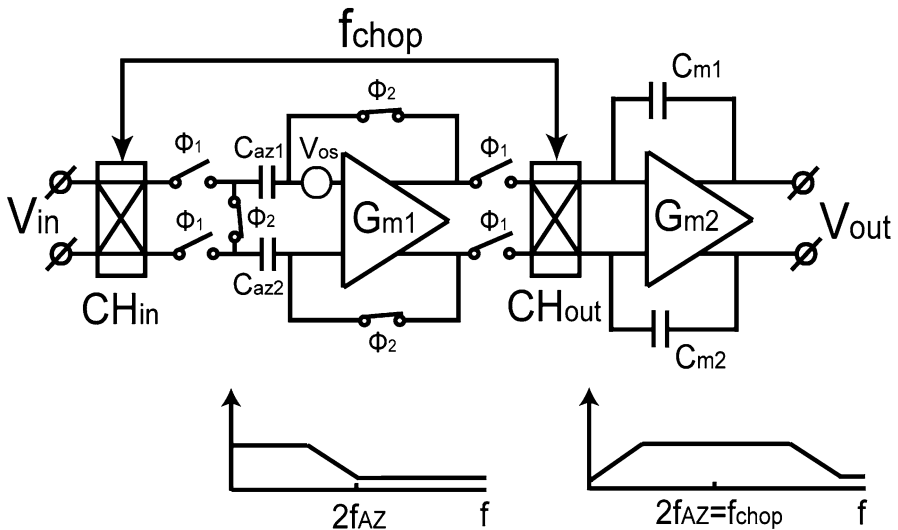 fchop
Cm1
Φ2
Φ1
Caz1
Vos
Φ1
Vin
Φ1
Φ2
Gm1
Φ1
Gm2
Vout
CHin
Caz2
Φ2
CHout
Cm2
2fAZ
f
2fAZ=fchop
f